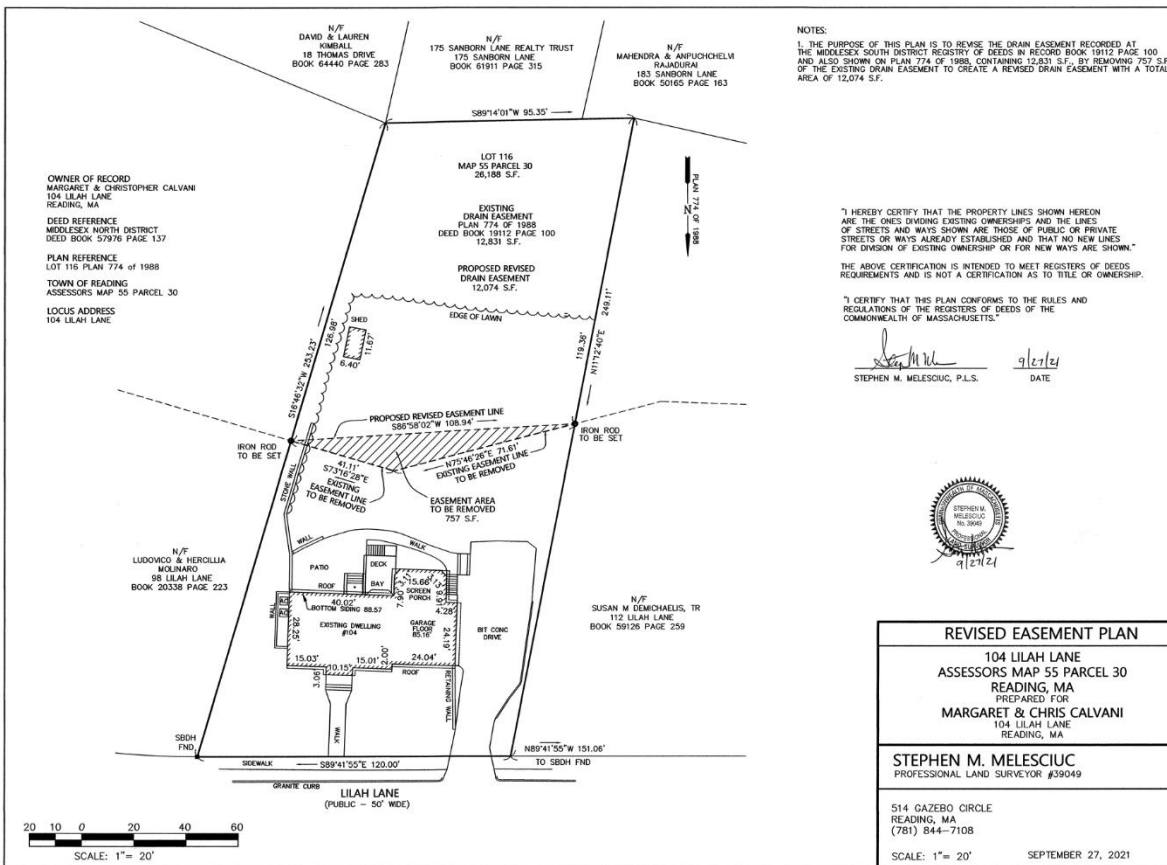 N/F
DAVID & LAUREN
KIMBALL
18 THOMAS DRIVE
BOOK 64440 PAGE 283
N/F
175 SANBORN LANE REALTY TRUST
175 SANBORN LANE
BOOK 61911 PAGE 315
N/F
MAHENDRA & ANPUCHCHELVI
RAJADURAI
183 SANBORN LANE
BOOK 50165 PAGE 163
NOTES:
1. THE PURPOSE OF THIS PLAN IS TO REVISE THE DRAIN EASEMENT RECORDED AT
THE MIDDLESEX SOUTH DISTRICT REGISTRY OF DEEDS IN RECORD BOOK 19112 PAGE 100
AND ALSO SHOWN ON PLAN 774 OF 1988, CONTAINING 12,831 S.F., BY REMOVING 757 S.F.
OF THE EXISTING DRAIN EASEMENT TO CREATE A REVISED DRAIN EASEMENT WITH A TOTAL
AREA OF 12,074 S.F.
S89°14'01"W 95.35'
LOT 116
MAP 55 PARCEL 30
26,188 S.F.
EXISTING
DRAIN EASEMENT
PLAN 774 OF 1988
DEED BOOK 19112 PAGE 100
12,831 S.F.
PROPOSED REVISED
DRAIN EASEMENT
12,074 S.F.
PLAN 774 OF 1988
N
OWNER OF RECORD
MARGARET & CHRISTOPHER CALVANI
104 LILAH LANE
READING, MA
DEED REFERENCE
MIDDLESEX NORTH DISTRICT
DEED BOOK 57976 PAGE 137
PLAN REFERENCE
LOT 116 PLAN 774 of 1988
TOWN OF READING
ASSESSORS MAP 55 PARCEL 30
LOCUS ADDRESS
104 LILAH LANE
"I HEREBY CERTIFY THAT THE PROPERTY LINES SHOWN HEREON
ARE THE ONES DIVIDING EXISTING OWNERSHIPS AND THE LINES
OF STREETS AND WAYS SHOWN ARE THOSE OF PUBLIC OR PRIVATE
STREETS OR WAYS ALREADY ESTABLISHED AND THAT NO NEW LINES
FOR DIVISION OF EXISTING OWNERSHIP OR FOR NEW WAYS ARE SHOWN."
THE ABOVE CERTIFICATION IS INTENDED TO MEET REGISTERS OF DEEDS
REQUIREMENTS AND IS NOT A CERTIFICATION AS TO TITLE OR OWNERSHIP.
"I CERTIFY THAT THIS PLAN CONFORMS TO THE RULES AND
REGULATIONS OF THE REGISTERS OF DEEDS OF THE
COMMONWEALTH OF MASSACHUSETTS."
9/27/21
STEPHEN M. MELESCIUC, P.L.S.
DATE
EDGE OF LAWN
SHED
11.67'
6.40'
126.98'
S16°46'32"W 253.23'
249.11'
119.36'
N11°12'40"E
PROPOSED REVISED EASEMENT LINE
S86°58'02"W 108.94'
IRON ROD
TO BE SET
IRON ROD
TO BE SET
41.11'
S73°16'28"E
EXISTING
EASEMENT LINE
TO BE REMOVED
N75°46'26"E 71.61'
EXISTING EASEMENT LINE
TO BE REMOVED
EASEMENT AREA
TO BE REMOVED
757 S.F.
STONE WALL
WALL
WALK
PATIO
DECK
BAY
ROOF
15.66'
SCREEN
PORCH
7.90'
3.11'
9.91'
4.28'
40.02'
BOTTOM SIDING 88.57
AC
AC
WALL
28.25'
EXISTING DWELLING
#104
GARAGE
FLOOR
85.16'
24.19'
BIT CONC
DRIVE
15.03'
10.15'
15.01'
2.00'
24.04'
3.06'
ROOF
RETAINING WALL
WALK
N/F
LUDOVICO & HERCILLIA
MOLINARO
98 LILAH LANE
BOOK 20338 PAGE 223
N/F
SUSAN M DEMICHAELIS, TR
112 LILAH LANE
BOOK 59126 PAGE 259
COMMONWEALTH OF MASSACHUSETTS
STEPHEN M.
MELESCIUC
No. 39049
PROFESSIONAL
LAND SURVEYOR
9/27/21
SBDH
FND
SIDEWALK
S89°41'55"E 120.00'
N89°41'55"W 151.06'
TO SBDH FND
GRANITE CURB
LILAH LANE
(PUBLIC - 50' WIDE)
20 10 0 20 40 60
SCALE: 1"= 20'
REVISED EASEMENT PLAN
104 LILAH LANE
ASSESSORS MAP 55 PARCEL 30
READING, MA
PREPARED FOR
MARGARET & CHRIS CALVANI
104 LILAH LANE
READING, MA
STEPHEN M. MELESCIUC
PROFESSIONAL LAND SURVEYOR #39049
514 GAZEBO CIRCLE
READING, MA
(781) 844-7108
SCALE: 1"= 20' SEPTEMBER 27, 2021